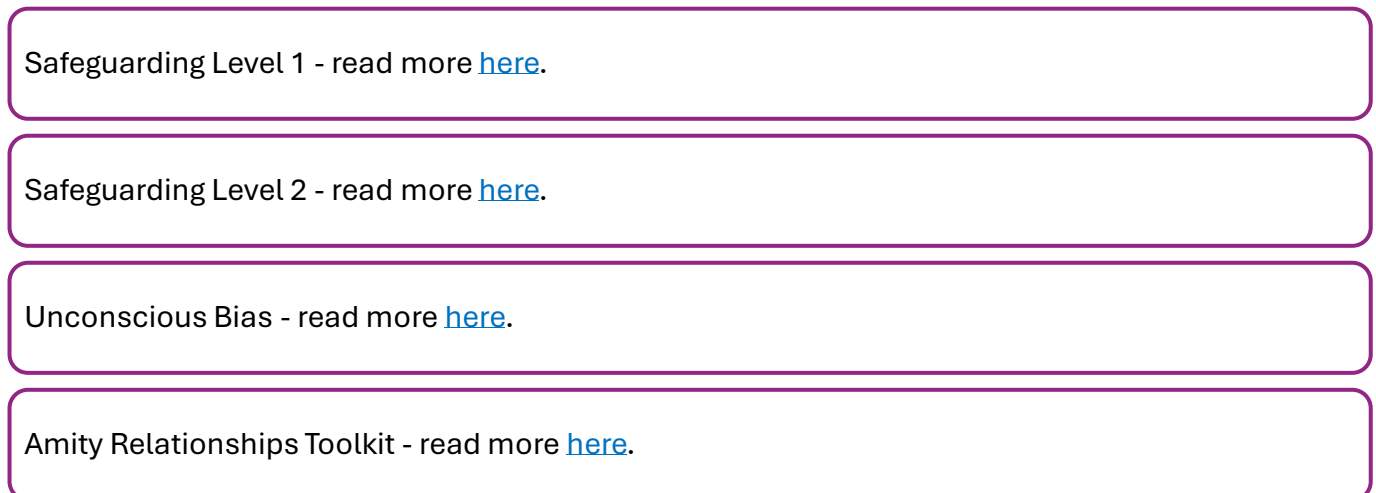 Safeguarding Level 1 - read more here.
Safeguarding Level 2 - read more here.
Unconscious Bias - read more here.
Amity Relationships Toolkit - read more here.